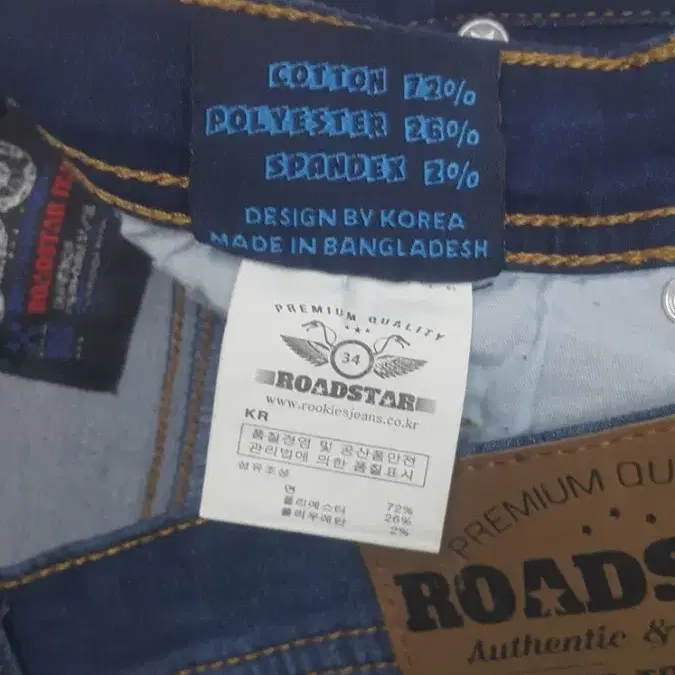 COTTON 72%
POLYESTER 26%
SPANDEX 2%
DESIGN BY KOREA
MADE IN BANGLADESH
PREMIUM QUALITY
34
ROADSTAR
www.rookiesjeans.co.kr
KR
품질경영 및 공산품안전
관리법에 의한 품질표시
섬유조성
면 72%
폴리에스터 26%
폴리우레탄 2%
ROADSTAR
PREMIUM QU
ROADS
Authentic &